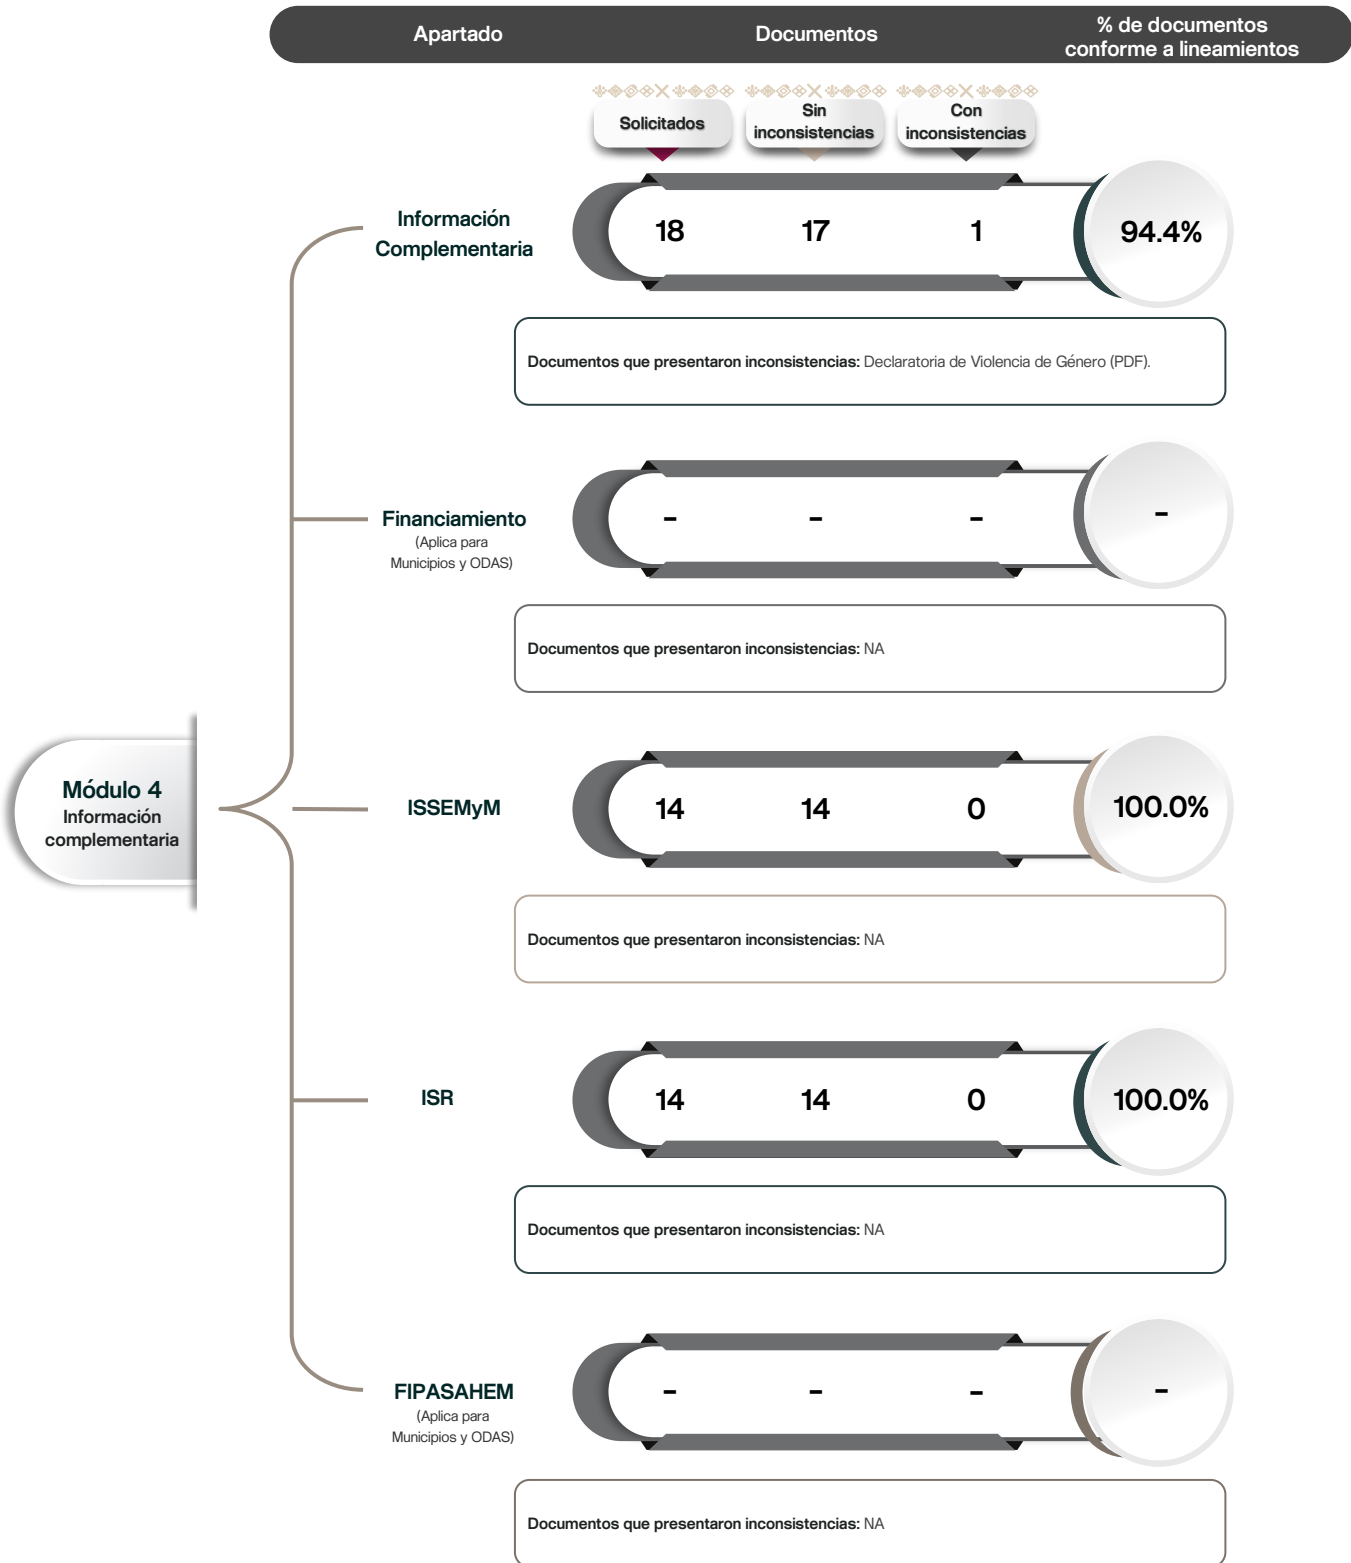 Apartado
Documentos
% de documentos
conforme a lineamientos
Solicitados
Sin
inconsistencias
Con
inconsistencias
Información
Complementaria
18 17 1 94.4%
Documentos que presentaron inconsistencias: Declaratoria de Violencia de Género (PDF).
Financiamiento
(Aplica para
Municipios y ODAS)
- - - -
Documentos que presentaron inconsistencias: NA
Módulo 4
Información
complementaria
ISSEMyM
14 14 0 100.0%
Documentos que presentaron inconsistencias: NA
ISR
14 14 0 100.0%
Documentos que presentaron inconsistencias: NA
FIPASAHEM
(Aplica para
Municipios y ODAS)
- - - -
Documentos que presentaron inconsistencias: NA